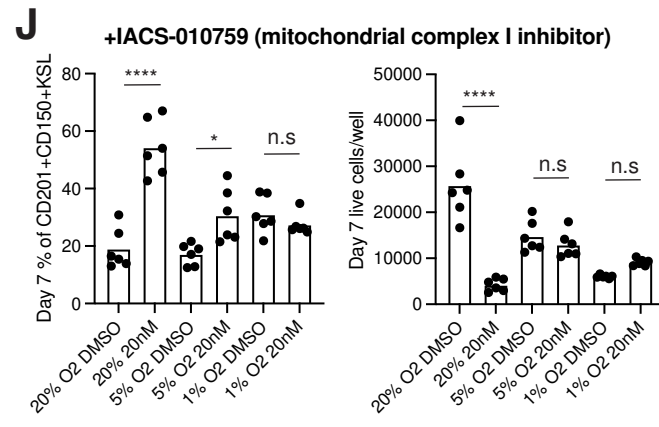 J
+IACS-010759 (mitochondrial complex I inhibitor)
Day 7 % of CD201+CD150+KSL
80
60
40
20
0
****
*
n.s
20% O2 DMSO
20% 20nM
5% O2 DMSO
5% O2 20nM
1% O2 DMSO
1% O2 20nM
Day 7 live cells/well
50000
40000
30000
20000
10000
0
****
n.s
n.s
20% O2 DMSO
20% 20nM
5% O2 DMSO
5% O2 20nM
1% O2 DMSO
1% O2 20nM